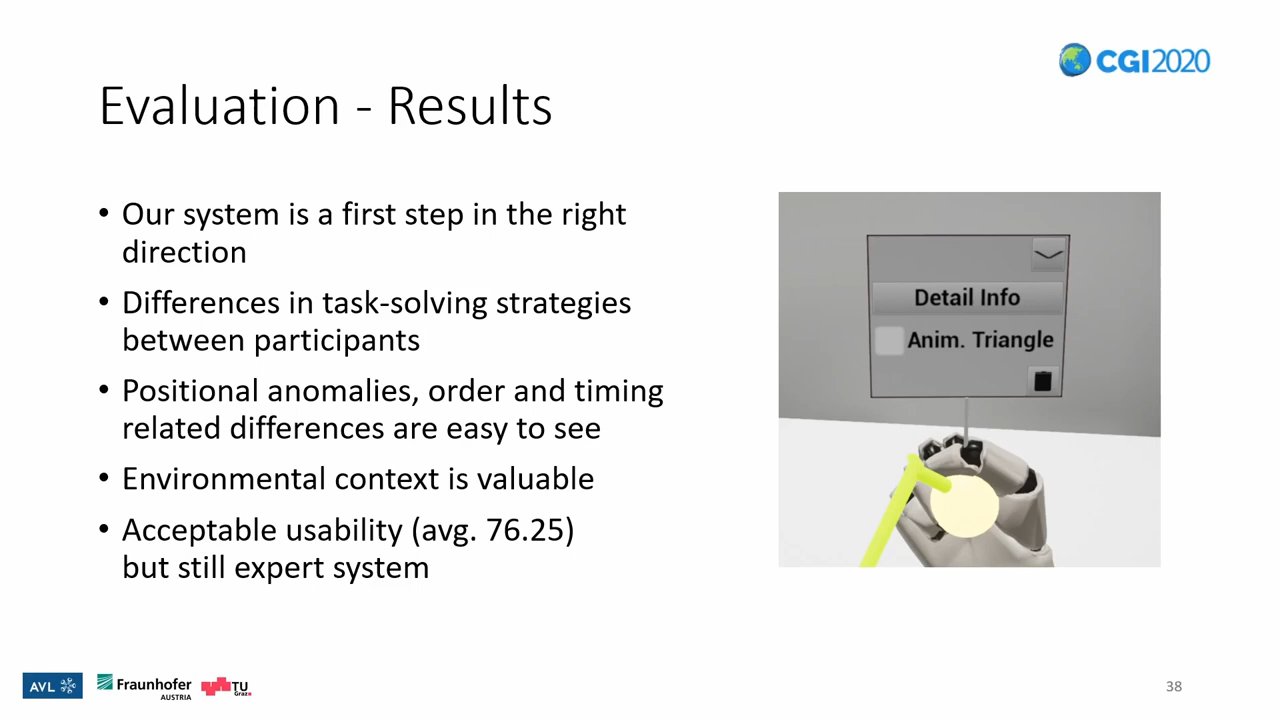 CGI2020
Evaluation - Results
• Our system is a first step in the right
direction
• Differences in task-solving strategies
between participants
• Positional anomalies, order and timing
related differences are easy to see
• Environmental context is valuable
• Acceptable usability (avg. 76.25)
but still expert system
Detail Info
Anim. Triangle
AVL
Fraunhofer
AUSTRIA
TU
Graz
38